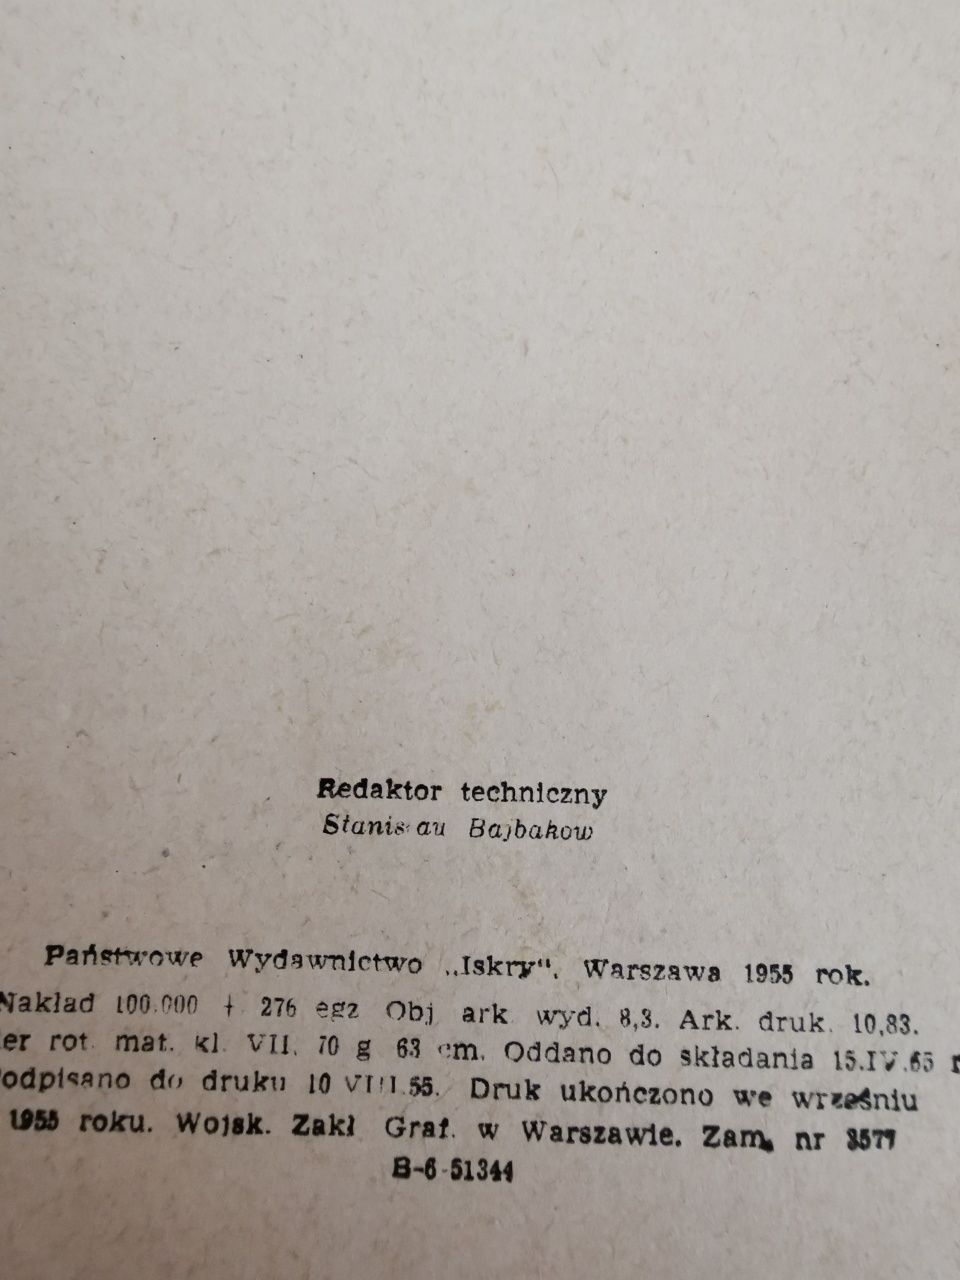 Redaktor techniczny
Bajbakow
Państwowe Wydawnictwo „Iskry“. Warszawa 1955 rok.
Nakład 100.000 + 276 egz Obj ark wyd. 8,3. Ark. druk. 10,83.
er rot mat. kl. VII. 70 g 63 cm. Oddano do składania 15.IV.55 r
odpisano do druku 10 VIII.55. Druk ukończono we wrześniu
1955 roku. Wojsk. Zakł Graf. w Warszawie. Zam. nr 3577
B-6-51344